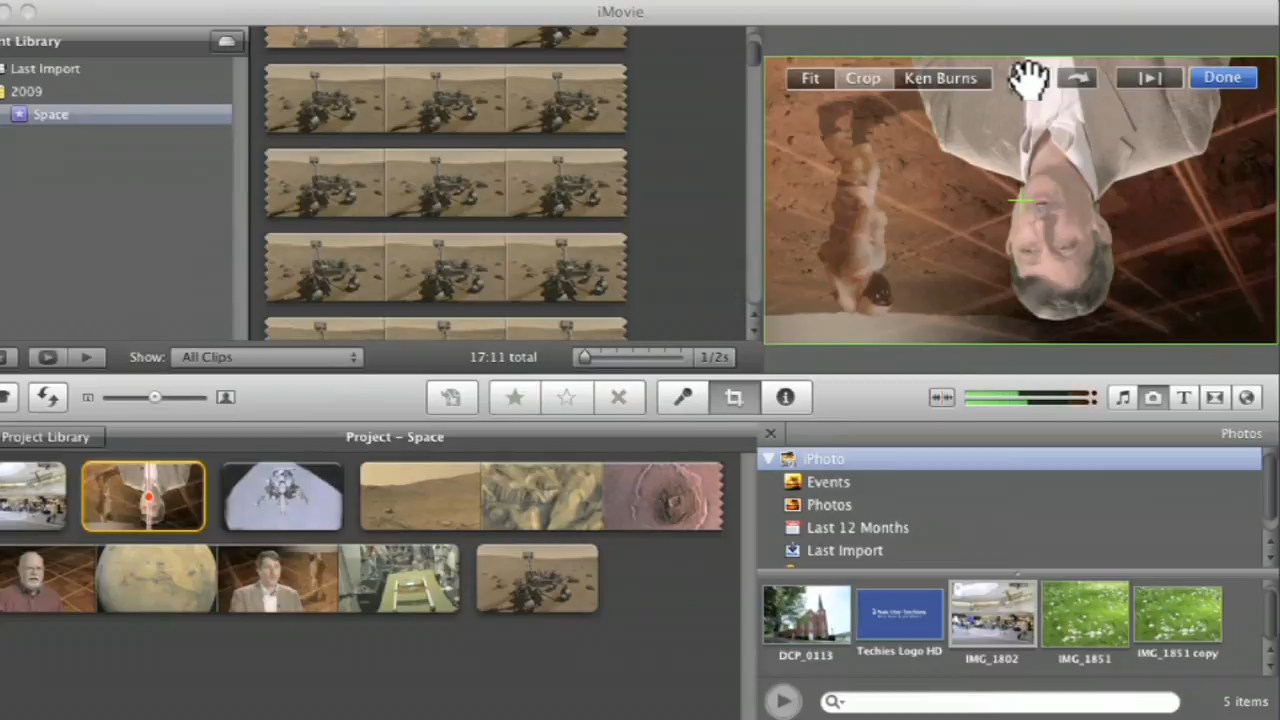 iMovie
nt Library
Last Import
2009
Space
Fit Crop Ken Burns Done
Show: All Clips 17:11 total 1/2s
Project Library Project – Space
Photos
iPhoto
Events
Photos
Last 12 Months
Last Import
DCP_0113 Techies Logo HD IMG_1802 IMG_1851 IMG_1851 copy
5 items